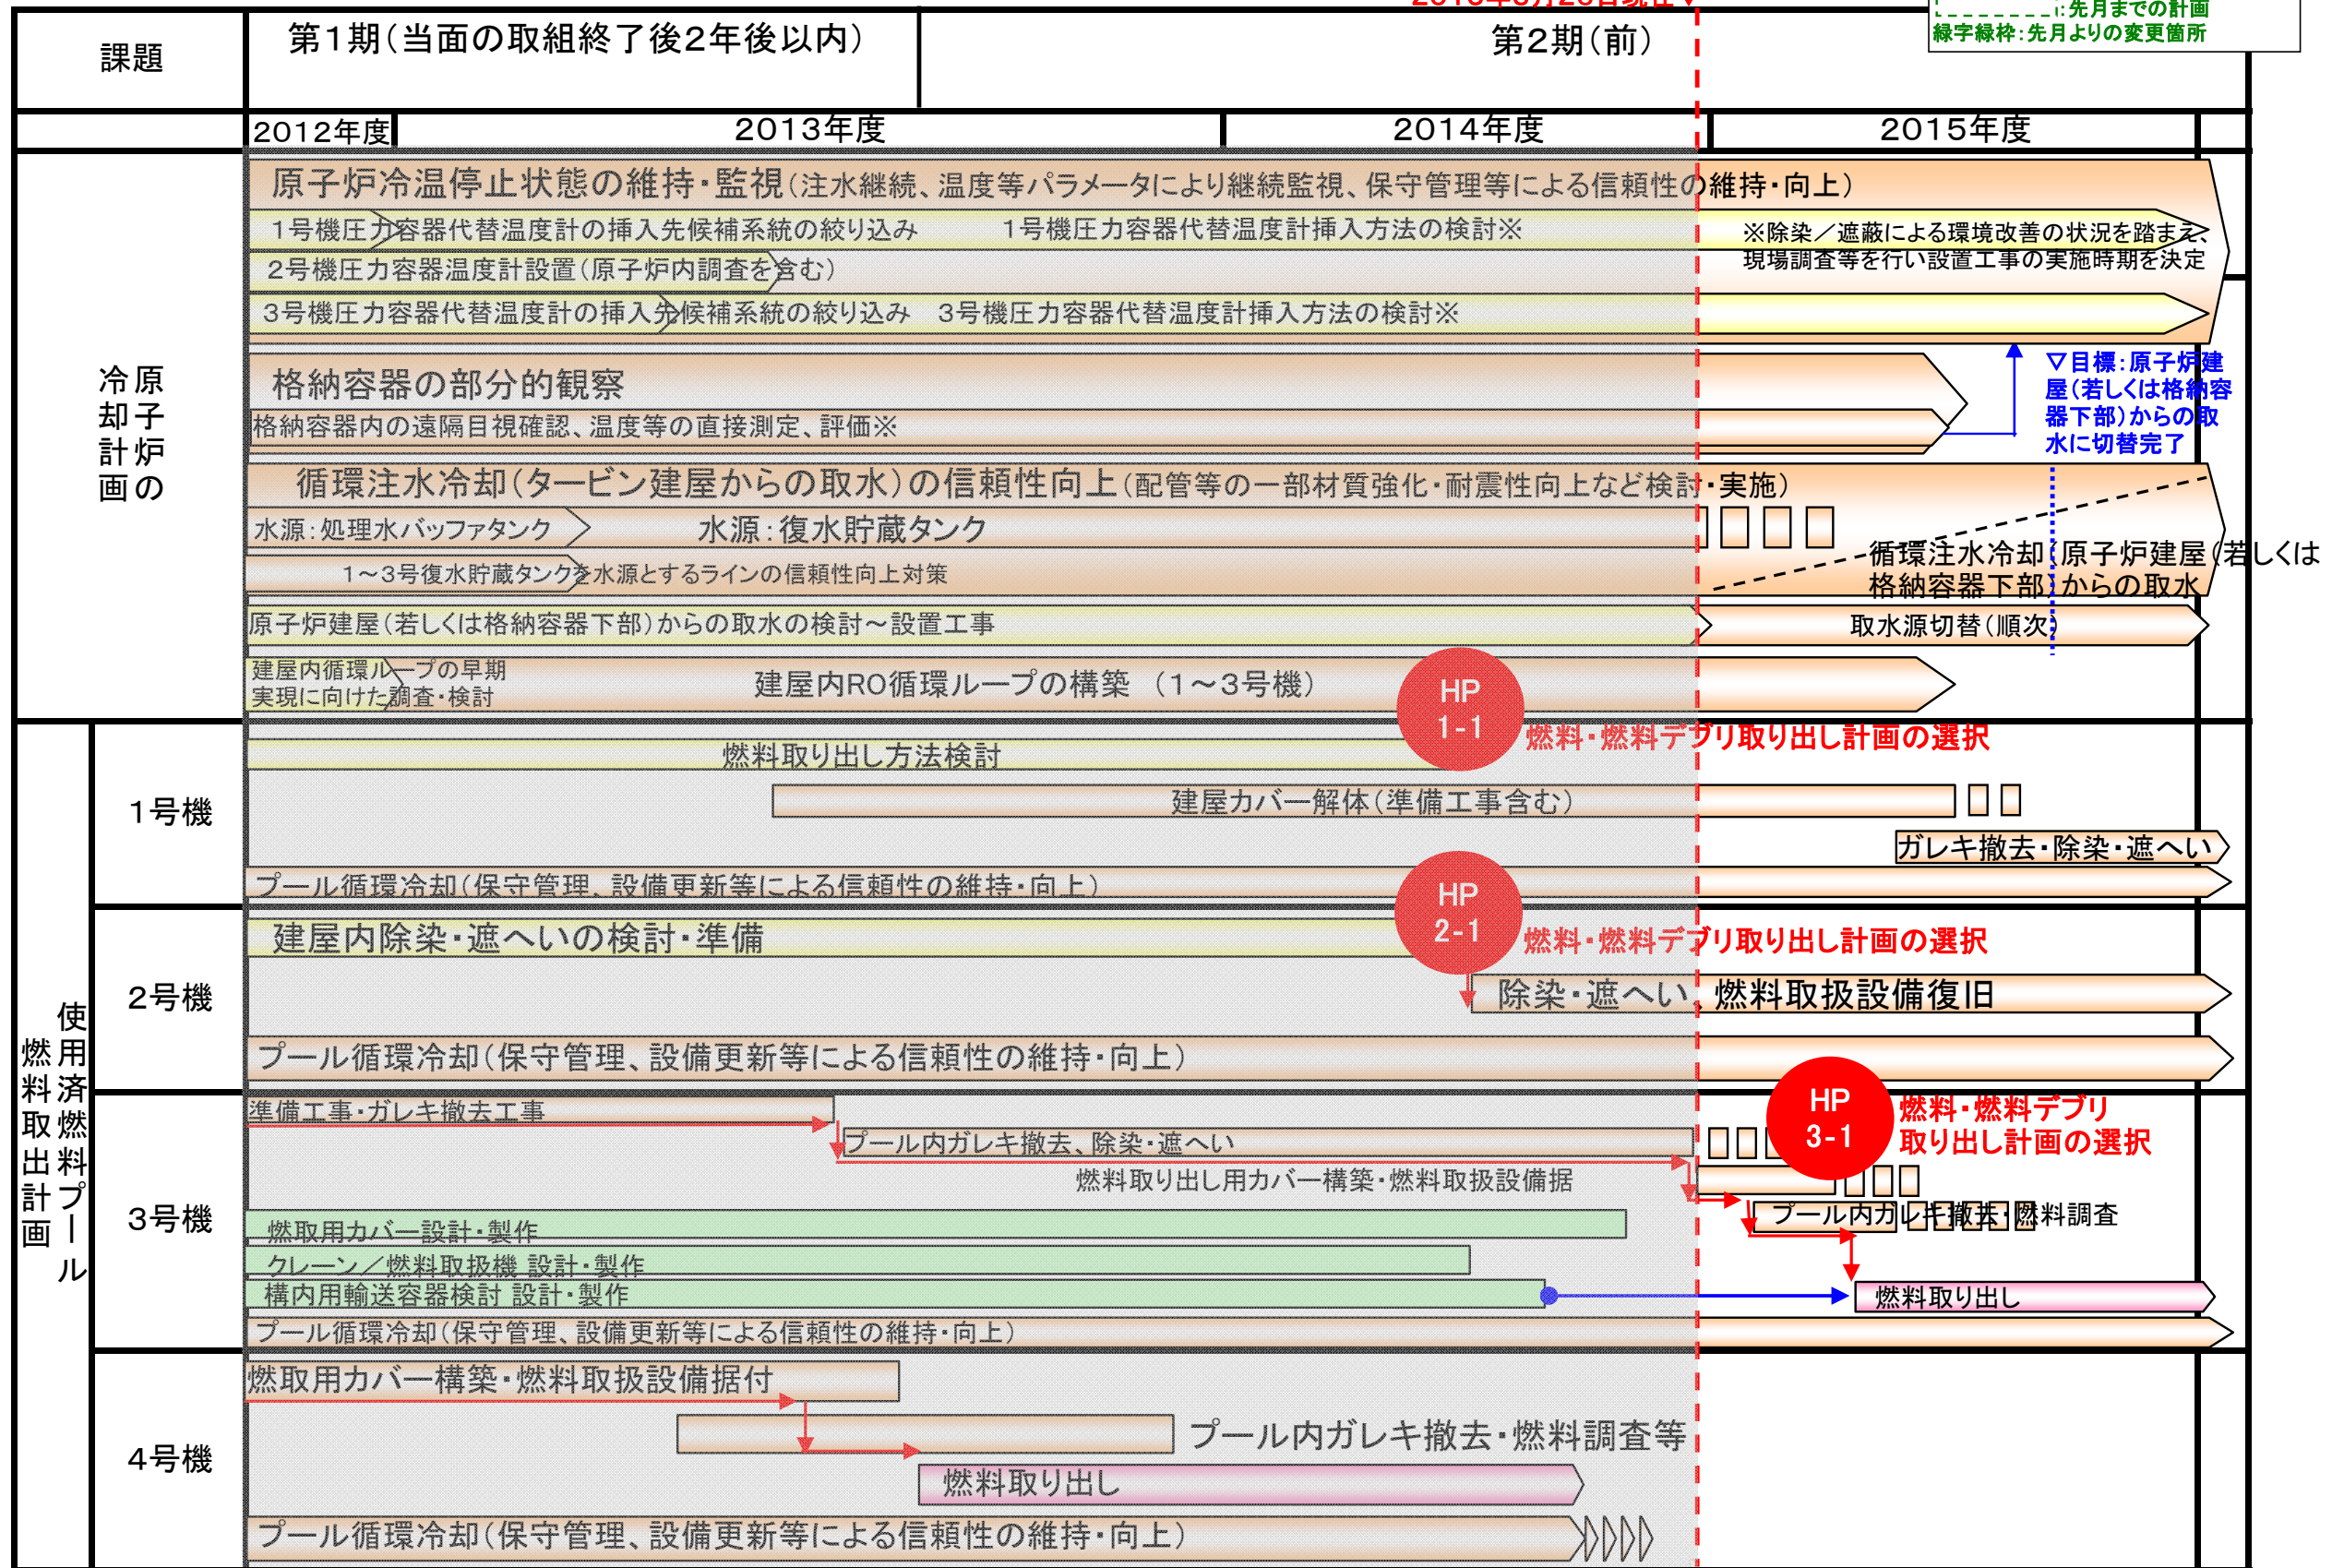 :先月までの計画
緑字緑枠:先月よりの変更箇所
課題
第1期(当面の取組終了後2年後以内)
第2期(前)
2012年度
2013年度
2014年度
2015年度
原子炉の冷却計画
原子炉冷温停止状態の維持・監視(注水継続、温度等パラメータにより継続監視、保守管理等による信頼性の維持・向上)
1号機圧力容器代替温度計の挿入先候補系統の絞り込み
1号機圧力容器代替温度計挿入方法の検討※
※除染/遮蔽による環境改善の状況を踏まえ、
現場調査等を行い設置工事の実施時期を決定
2号機圧力容器温度計設置(原子炉内調査を含む)
3号機圧力容器代替温度計の挿入先候補系統の絞り込み
3号機圧力容器代替温度計挿入方法の検討※
格納容器の部分的観察
格納容器内の遠隔目視確認、温度等の直接測定、評価※
▽目標:原子炉建
屋(若しくは格納容
器下部)からの取
水に切替完了
循環注水冷却(タービン建屋からの取水)の信頼性向上(配管等の一部材質強化・耐震性向上など検討・実施)
水源:処理水バッファタンク
水源:復水貯蔵タンク
1~3号復水貯蔵タンクを水源とするラインの信頼性向上対策
循環注水冷却(原子炉建屋(若しくは
格納容器下部)からの取水
原子炉建屋(若しくは格納容器下部)からの取水の検討~設置工事
取水源切替(順次)
建屋内循環ループの早期
実現に向けた調査・検討
建屋内RO循環ループの構築 (1~3号機)
使用済燃料プール燃料取出計画
1号機
HP
1-1
燃料・燃料デブリ取り出し計画の選択
燃料取り出し方法検討
建屋カバー解体(準備工事含む)
ガレキ撤去・除染・遮へい
プール循環冷却(保守管理、設備更新等による信頼性の維持・向上)
2号機
HP
2-1
燃料・燃料デブリ取り出し計画の選択
建屋内除染・遮へいの検討・準備
除染・遮へい、燃料取扱設備復旧
プール循環冷却(保守管理、設備更新等による信頼性の維持・向上)
3号機
HP
3-1
燃料・燃料デブリ
取り出し計画の選択
準備工事・ガレキ撤去工事
プール内ガレキ撤去、除染・遮へい
燃料取り出し用カバー構築・燃料取扱設備据
プール内ガレキ撤去・燃料調査
燃取用カバー設計・製作
クレーン/燃料取扱機 設計・製作
構内用輸送容器検討 設計・製作
燃料取り出し
プール循環冷却(保守管理、設備更新等による信頼性の維持・向上)
4号機
燃取用カバー構築・燃料取扱設備据付
プール内ガレキ撤去・燃料調査等
燃料取り出し
プール循環冷却(保守管理、設備更新等による信頼性の維持・向上)